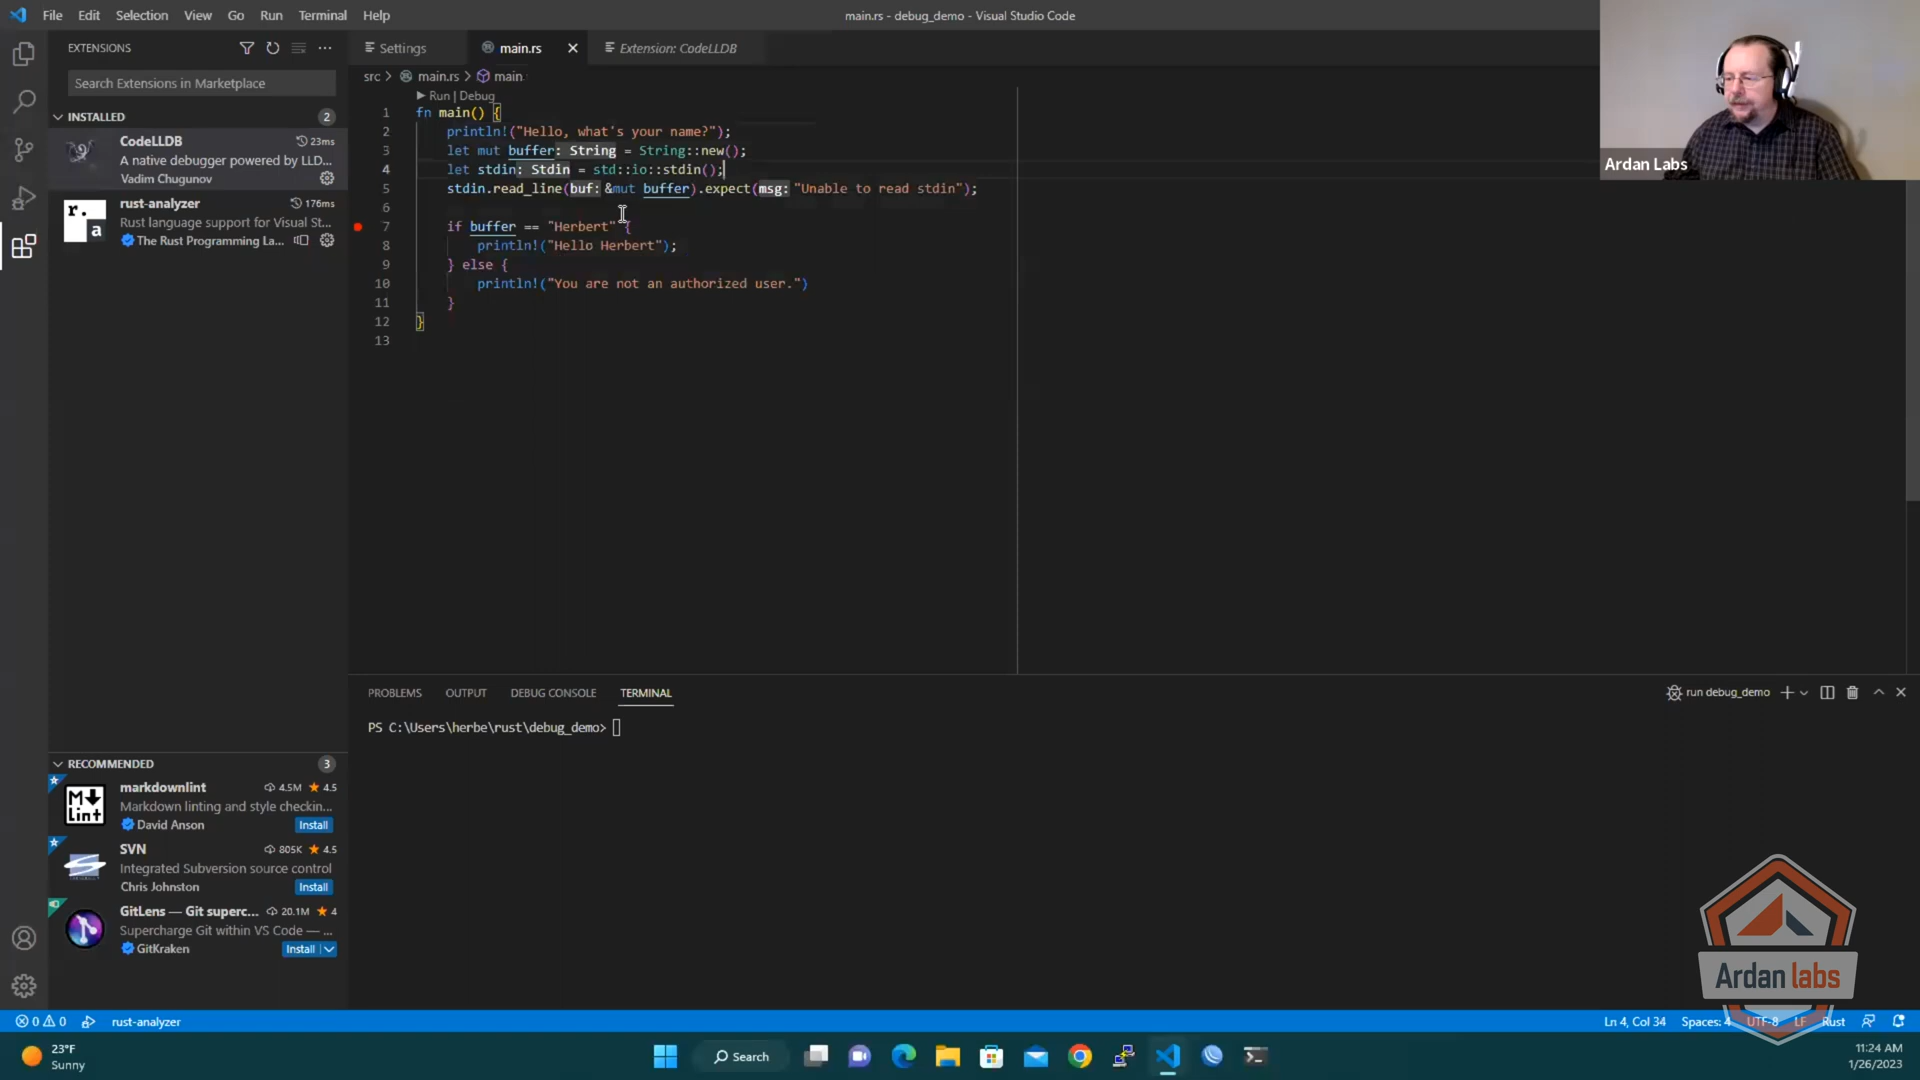 File Edit Selection View Go Run Terminal Help
main.rs - debug_demo - Visual Studio Code
EXTENSIONS
Settings
main.rs
Extension: CodeLLDB
src > main.rs > main
Search Extensions in Marketplace
INSTALLED
2
CodeLLDB
23ms
A native debugger powered by LLD...
Vadim Chugunov
rust-analyzer
176ms
Rust language support for Visual St...
The Rust Programming La...
r.
a
Run | Debug
1 fn main() {
2 println!("Hello, what's your name?");
3 let mut buffer: String = String::new();
4 let stdin: Stdin = std::io::stdin();
5 stdin.read_line(buf: &mut buffer).expect(msg: "Unable to read stdin");
6
7 if buffer == "Herbert" {
8 println!("Hello Herbert");
9 } else {
10 println!("You are not an authorized user.")
11 }
12 }
13
Ardan Labs
PROBLEMS OUTPUT DEBUG CONSOLE TERMINAL
run debug_demo
PS C:\Users\herbe\rust\debug_demo>
RECOMMENDED
3
markdownlint
4.5M
4.5
Markdown linting and style checkin...
David Anson
Install
M
Lint
SVN
805K
4.5
Integrated Subversion source control
Chris Johnston
Install
GitLens — Git superc...
20.1M
4
Supercharge Git within VS Code — ...
GitKraken
Install
Ardan labs
0 0
rust-analyzer
Ln 4, Col 34
Spaces: 4
UTF-8
LF
Rust
23°F
Sunny
Search
11:24 AM
1/26/2023